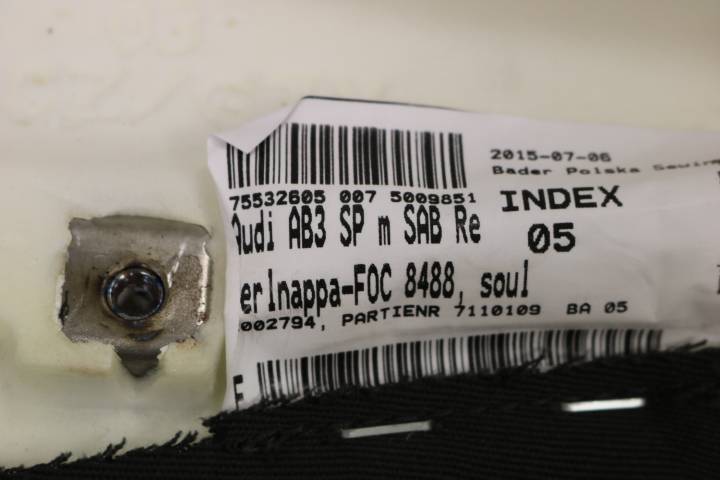 2015-07-06
Bader Polska
75532605 007 5009851
INDEX
05
Audi AB3 SP m SAB Re
erlnappa-FOC 8488, soul
002794, PARTIENR 7110109 BA 05
F